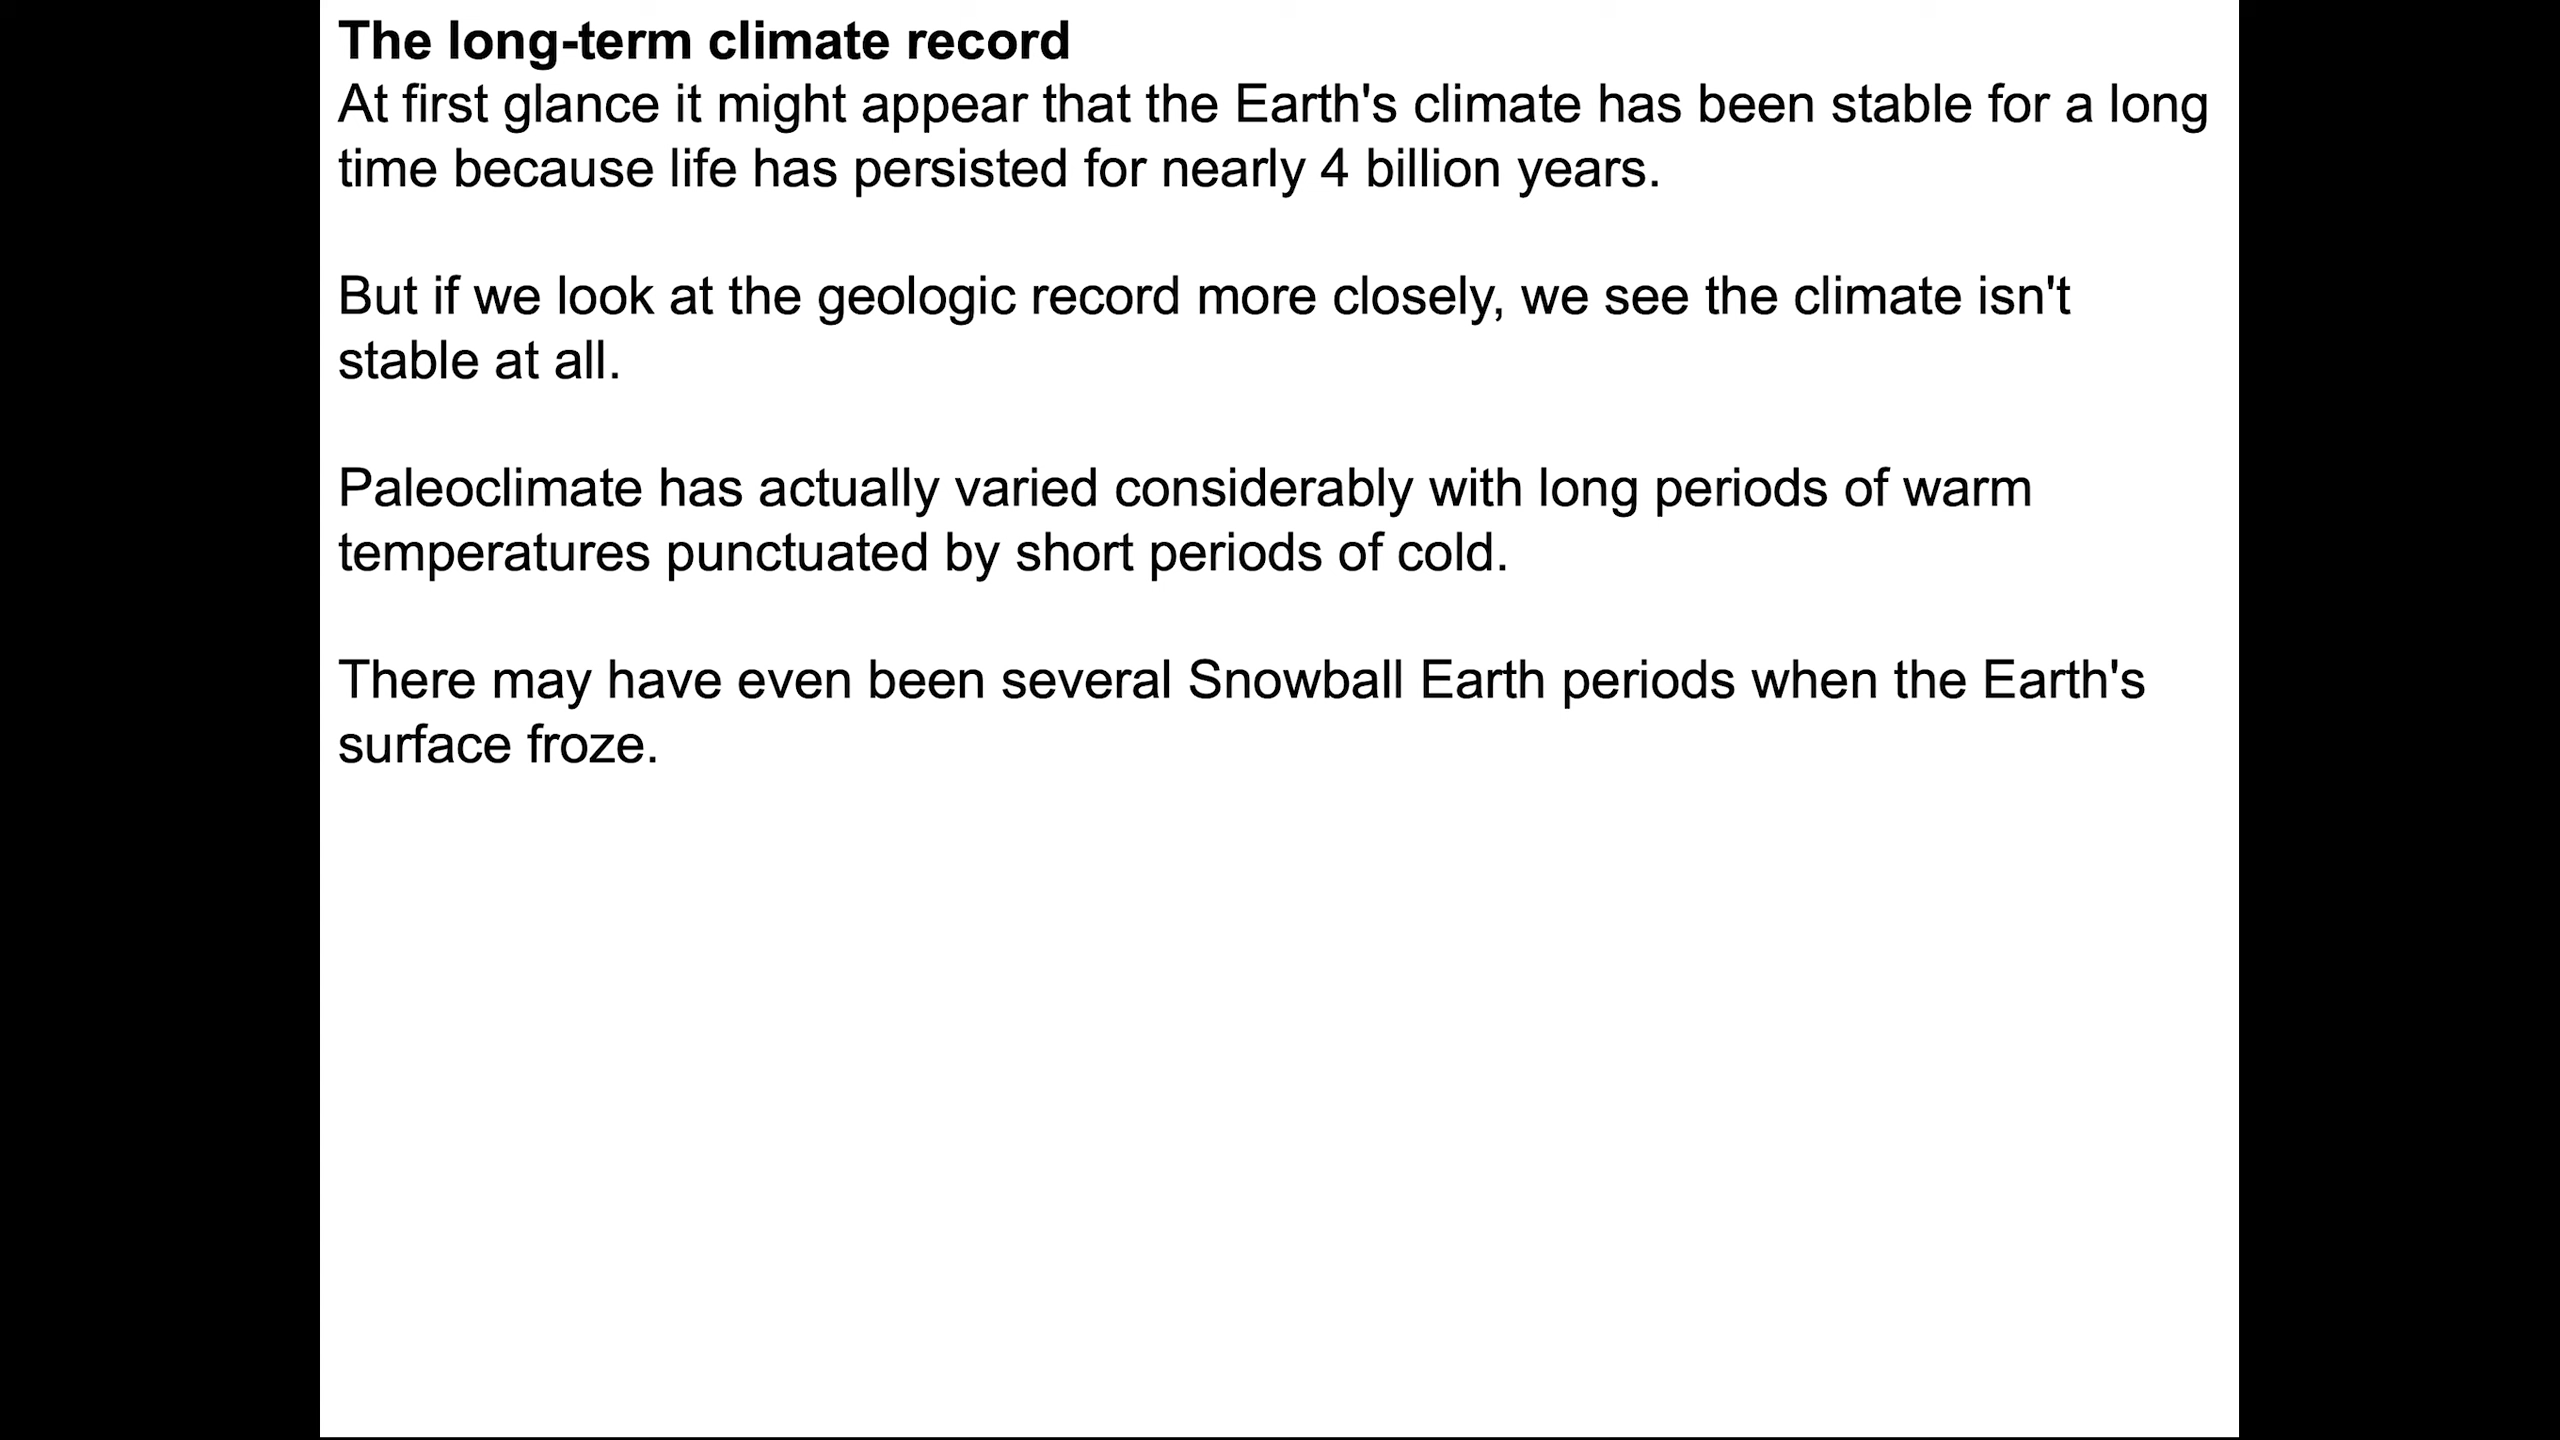 The long-term climate record
At first glance it might appear that the Earth's climate has been stable for a long
time because life has persisted for nearly 4 billion years.
But if we look at the geologic record more closely, we see the climate isn't
stable at all.
Paleoclimate has actually varied considerably with long periods of warm
temperatures punctuated by short periods of cold.
There may have even been several Snowball Earth periods when the Earth's
surface froze.